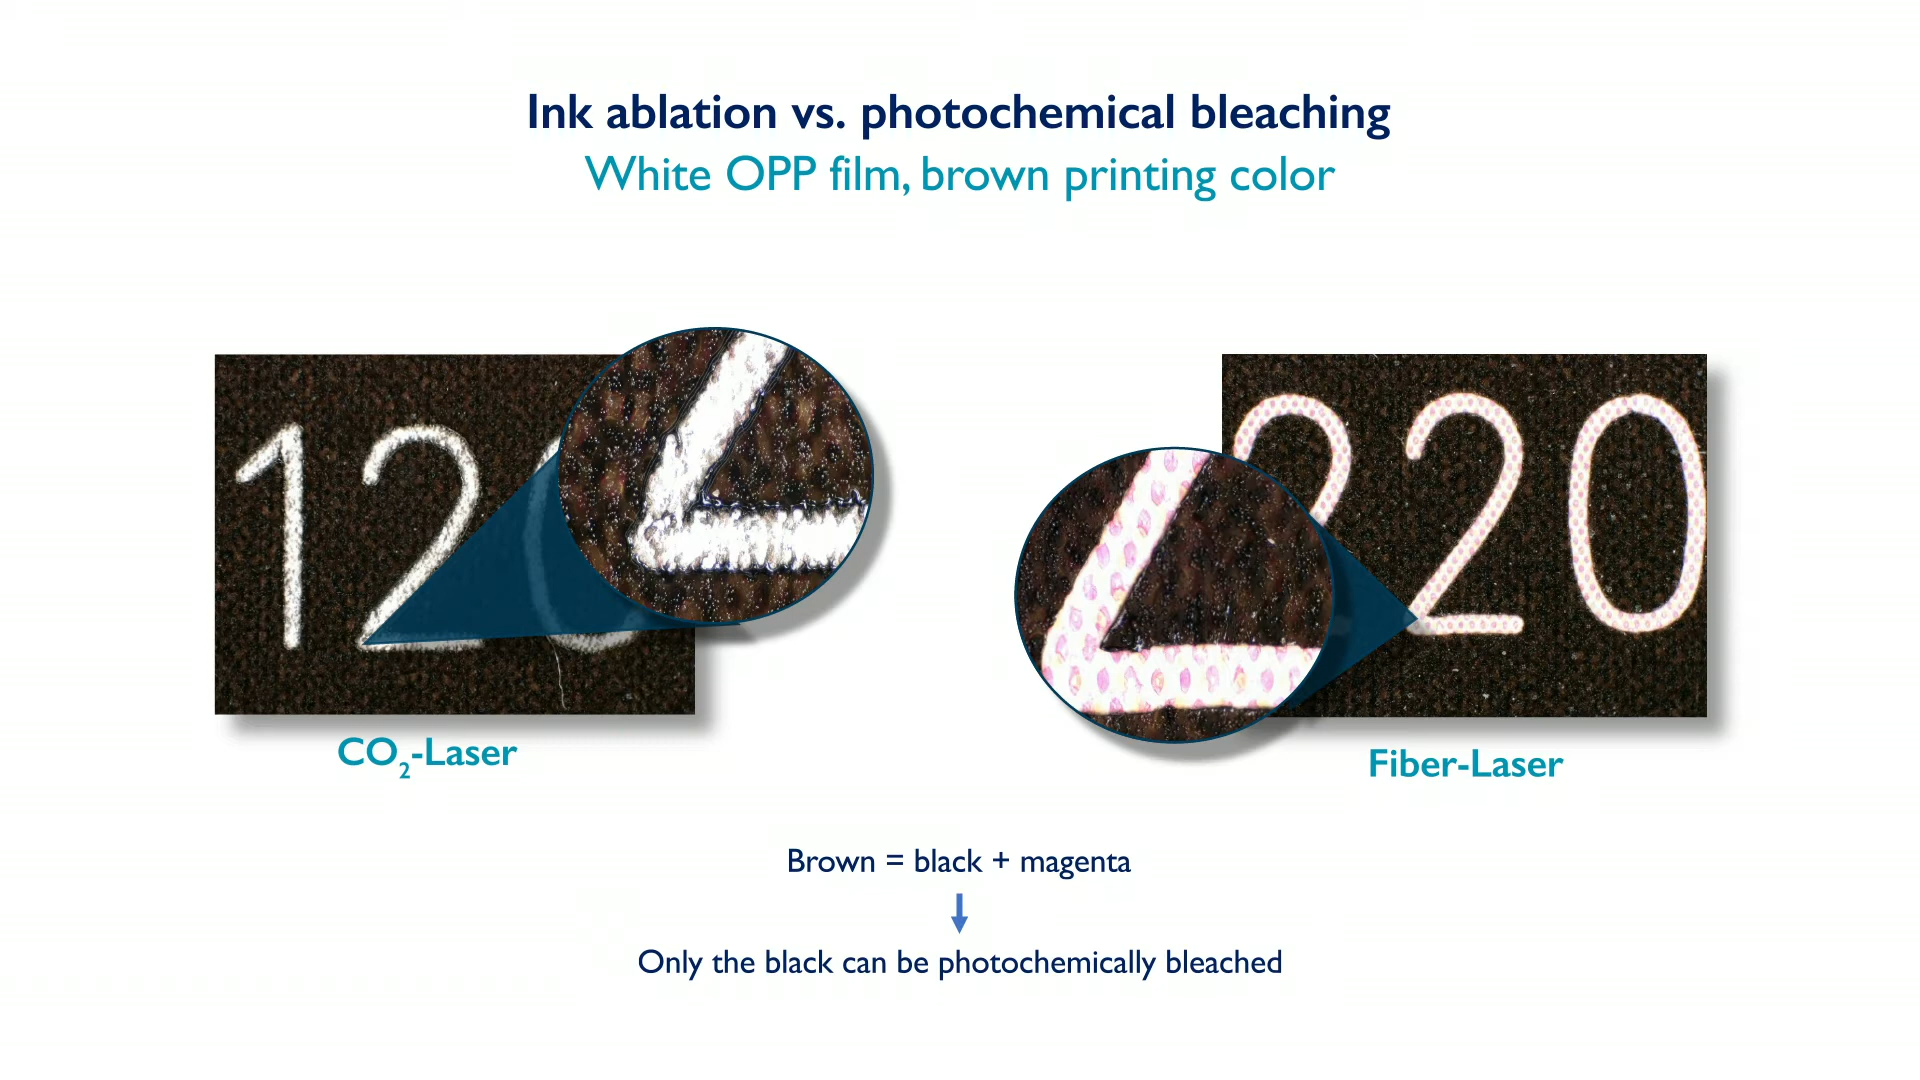 Ink ablation vs. photochemical bleaching
White OPP film, brown printing color
120
220
CO₂-Laser
Fiber-Laser
Brown = black + magenta
Only the black can be photochemically bleached